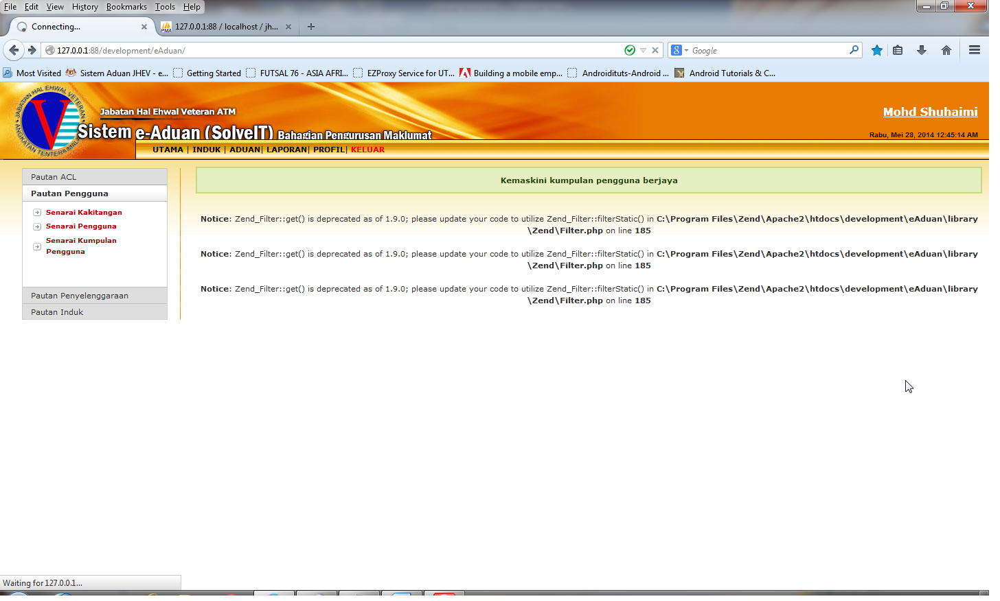 File Edit View History Bookmarks Tools Help
Connecting...
127.0.0.1:88 / localhost / jh...
127.0.0.1:88/development/eAduan/
Google
Most Visited Sistem Aduan JHEV - e... Getting Started FUTSAL 76 - ASIA AFRI... EZProxy Service for UT... Building a mobile emp... Androidituts-Android ... Android Tutorials & C...
JABATAN HAL EHWAL VETERAN
ANGKATAN TENTERA MALAYSIA
V
Jabatan Hal Ehwal Veteran ATM
Sistem e-Aduan (SolveIT) Bahagian Pengurusan Maklumat
Mohd Shuhaimi
Rabu, Mei 28, 2014 12:45:14 AM
UTAMA | INDUK | ADUAN| LAPORAN| PROFIL| KELUAR
Pautan ACL
Pautan Pengguna
Senarai Kakitangan
Senarai Pengguna
Senarai Kumpulan
Pengguna
Pautan Penyelenggaraan
Pautan Induk
Kemaskini kumpulan pengguna berjaya
Notice: Zend_Filter::get() is deprecated as of 1.9.0; please update your code to utilize Zend_Filter::filterStatic() in C:\Program Files\Zend\Apache2\htdocs\development\eAduan\library
\Zend\Filter.php on line 185
Notice: Zend_Filter::get() is deprecated as of 1.9.0; please update your code to utilize Zend_Filter::filterStatic() in C:\Program Files\Zend\Apache2\htdocs\development\eAduan\library
\Zend\Filter.php on line 185
Notice: Zend_Filter::get() is deprecated as of 1.9.0; please update your code to utilize Zend_Filter::filterStatic() in C:\Program Files\Zend\Apache2\htdocs\development\eAduan\library
\Zend\Filter.php on line 185
Waiting for 127.0.0.1...